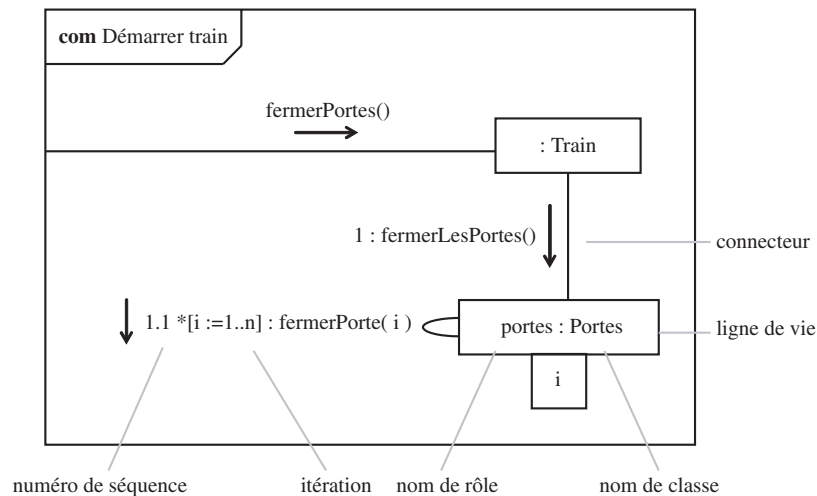 com Démarrer train
fermerPortes()
: Train
1 : fermerLesPortes()
connecteur
1.1 *[i :=1..n] : fermerPorte( i )
portes : Portes
ligne de vie
i
numéro de séquence
itération
nom de rôle
nom de classe